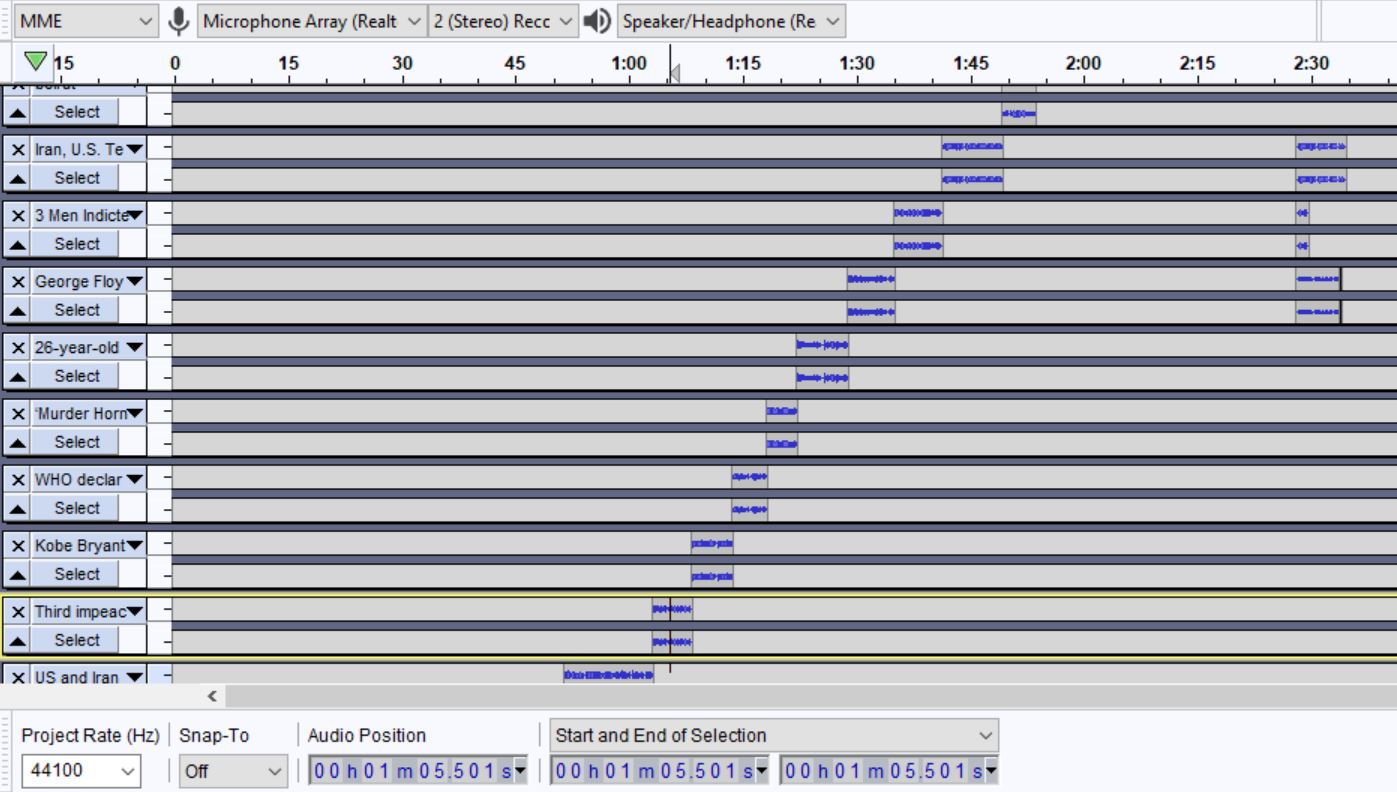 MME Microphone Array (Realt 2 (Stereo) Recc Speaker/Headphone (Re
15 0 15 30 45 1:00 1:15 1:30 1:45 2:00 2:15 2:30
Beirut
Select
X Iran, U.S. Te
Select
X 3 Men Indicte
Select
X George Floy
Select
X 26-year-old
Select
X 'Murder Horn
Select
X WHO declar
Select
X Kobe Bryant
Select
X Third impeac
Select
X US and Iran
Project Rate (Hz) Snap-To Audio Position Start and End of Selection
44100 Off 00 h 01 m 05.501 s 00 h 01 m 05.501 s 00 h 01 m 05.501 s